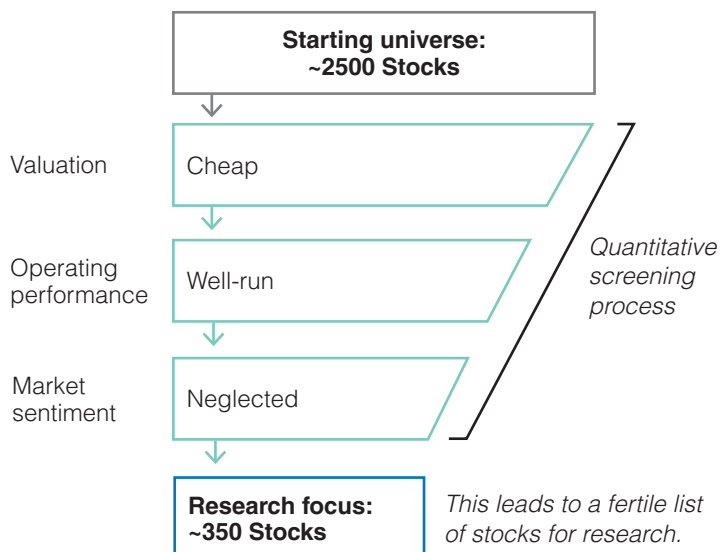 Starting universe:
~2500 Stocks
Valuation
Cheap
Operating
performance
Well-run
Quantitative
screening
process
Market
sentiment
Neglected
Research focus:
~350 Stocks
This leads to a fertile list
of stocks for research.